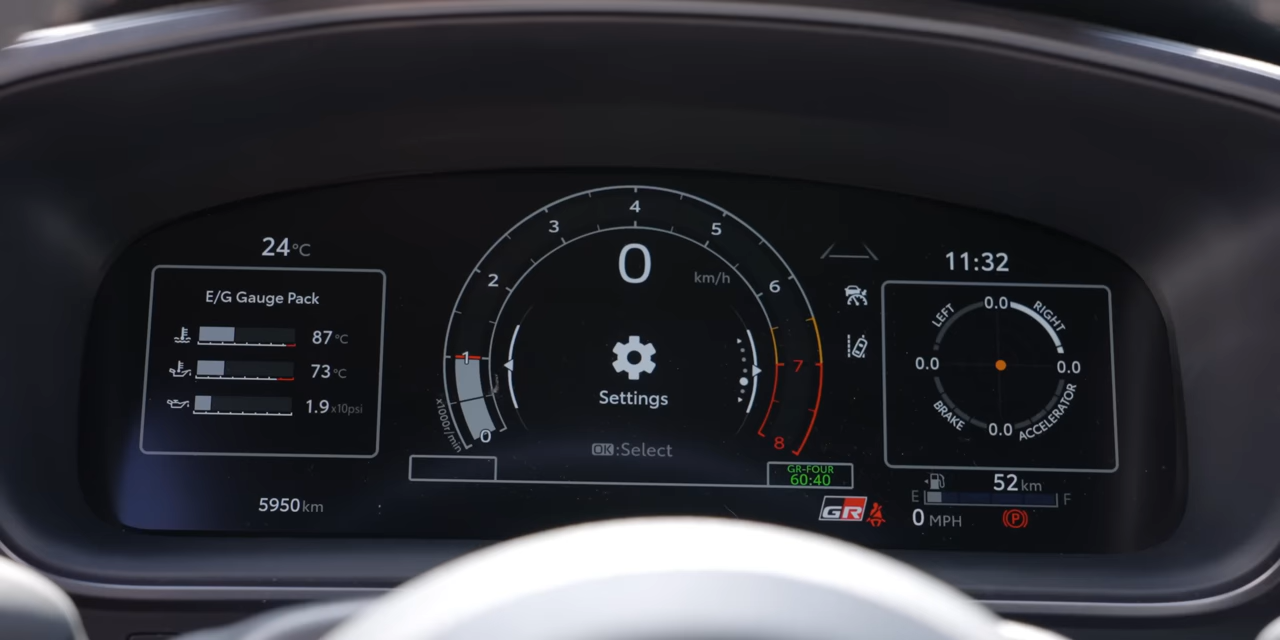 24°C
E/G Gauge Pack
87°C
73°C
1.9x10psi
5950km
0
1
2
3
4
5
6
7
8
x1000r/min
0
km/h
Settings
OK:Select
GR-FOUR
60:40
GR
11:32
0.0
LEFT
RIGHT
0.0
0.0
BRAKE
ACCELERATOR
0.0
52km
E
F
0 MPH
P